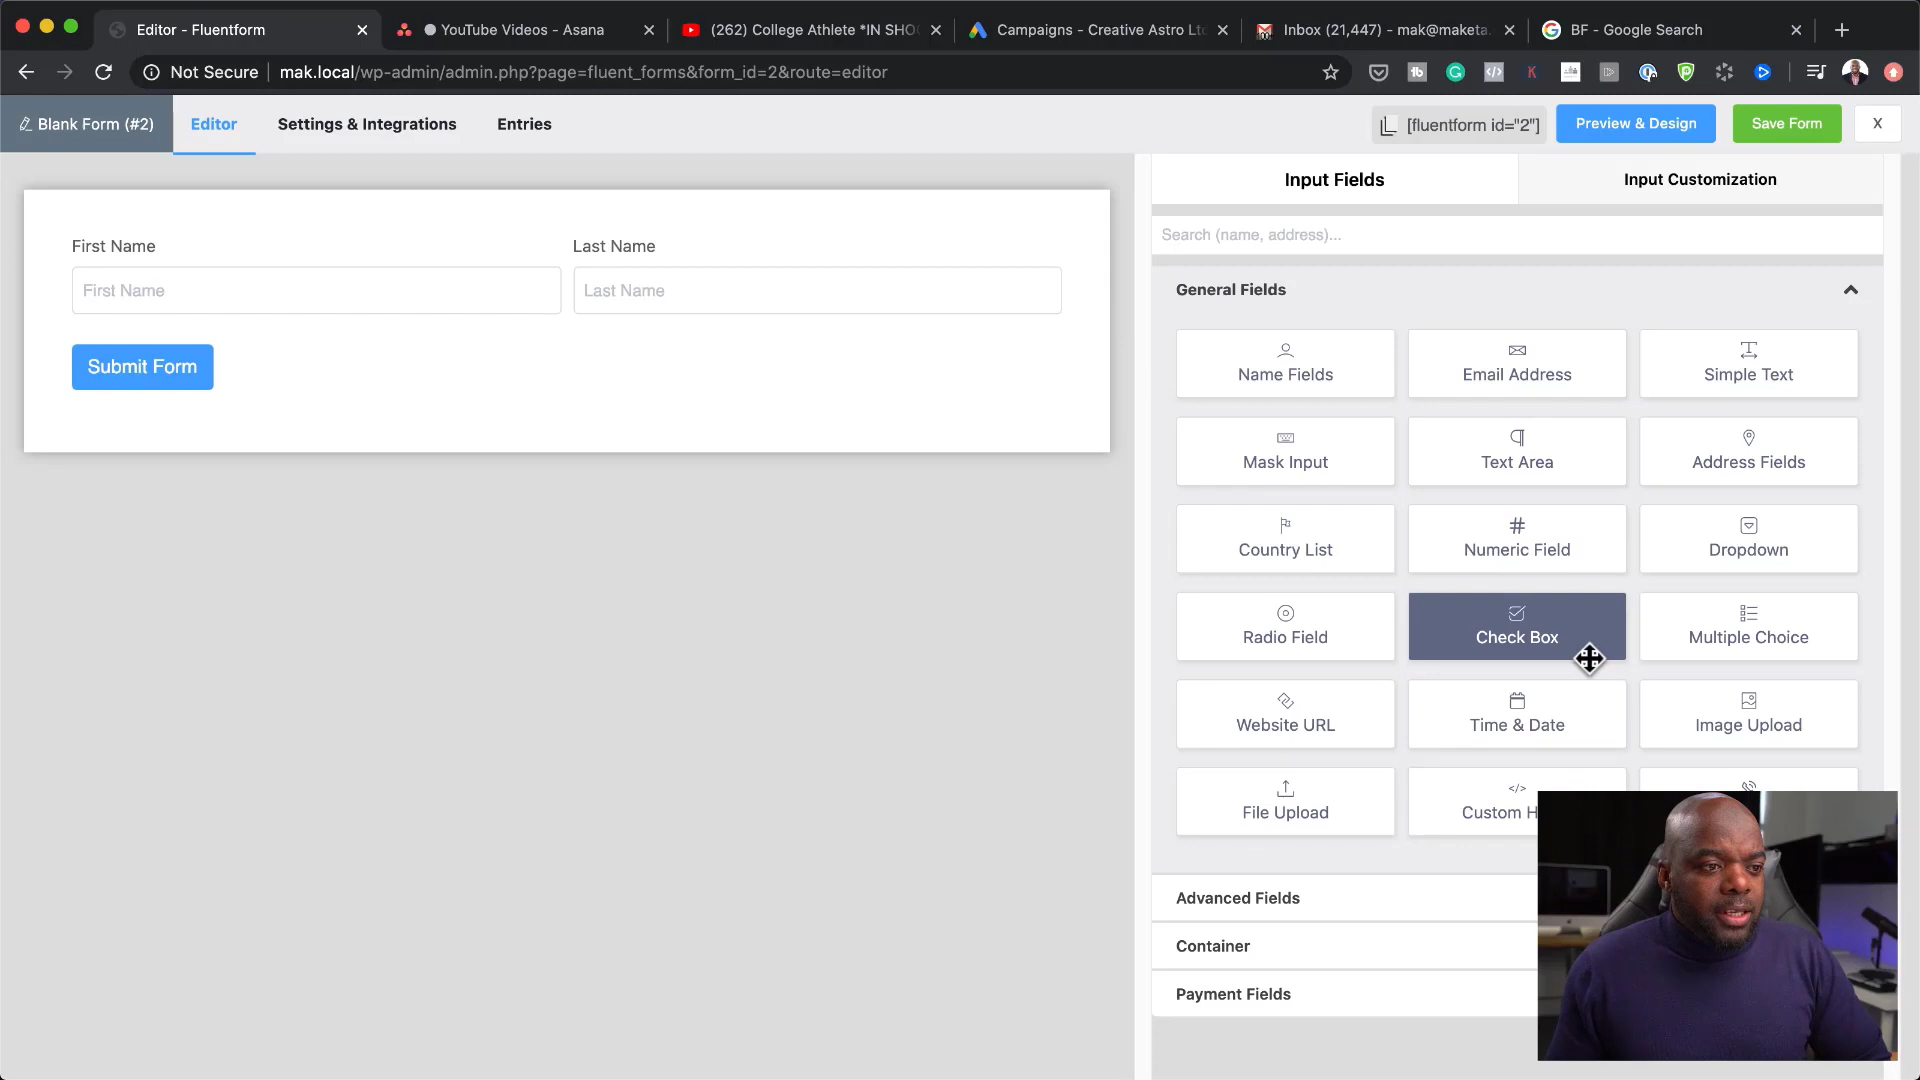 Editor - Fluentform
YouTube Videos - Asana
(262) College Athlete *IN SHO
Campaigns - Creative Astro Lt
Inbox (21,447) - mak@maketa
BF - Google Search
Not Secure
mak.local/wp-admin/admin.php?page=fluent_forms&form_id=2&route=editor
Blank Form (#2)
Editor
Settings & Integrations
Entries
[fluentform id="2"]
Preview & Design
Save Form
X
Input Fields
Input Customization
Search (name, address)...
First Name
Last Name
First Name
Last Name
Submit Form
General Fields
Name Fields
Email Address
Simple Text
Mask Input
Text Area
Address Fields
Country List
Numeric Field
Dropdown
Radio Field
Check Box
Multiple Choice
Website URL
Time & Date
Image Upload
File Upload
Custom H
Advanced Fields
Container
Payment Fields